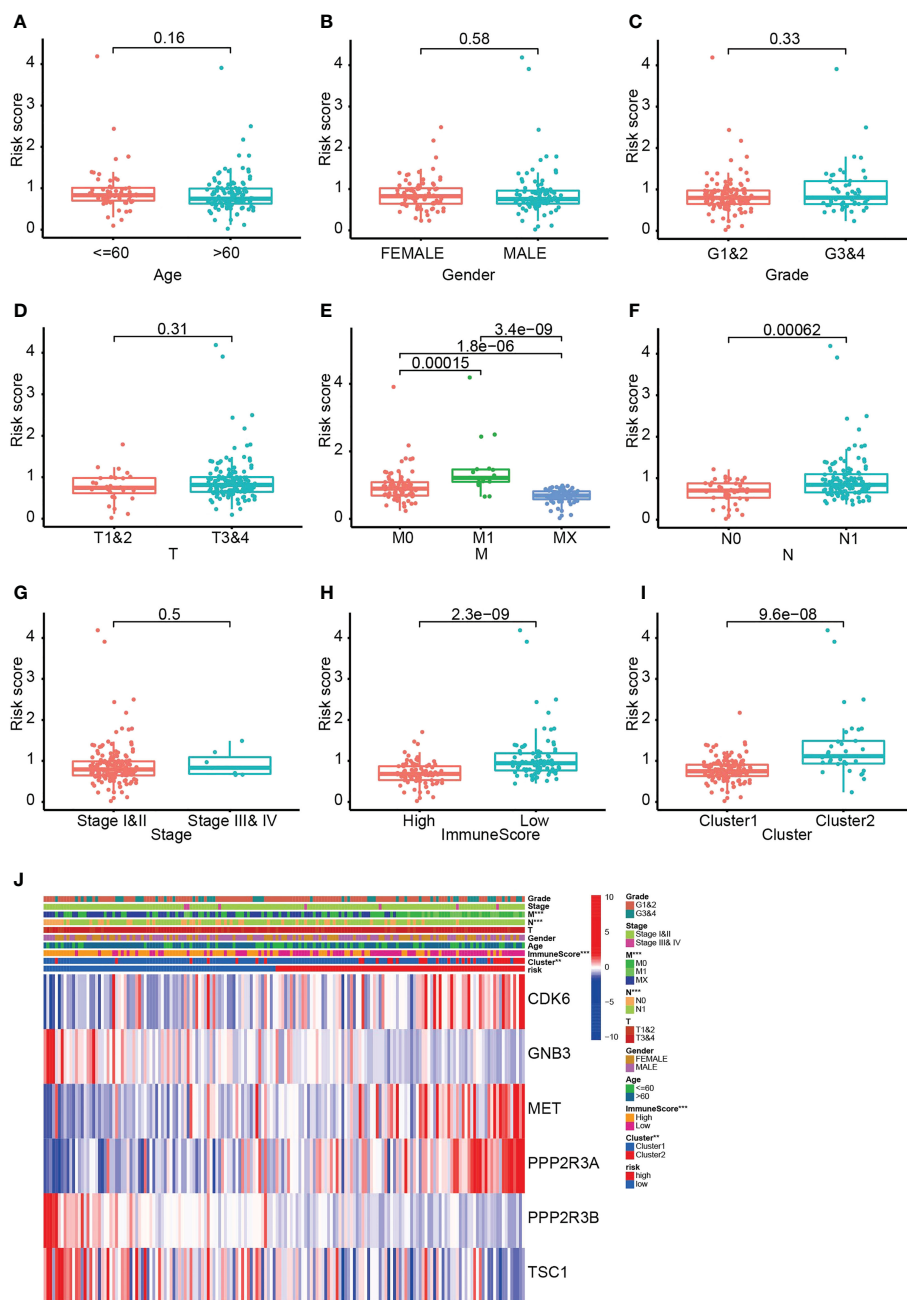 A
B
C
0.16
0.58
0.33
Risk score
4
3
2
1
0
<=60
>60
Age
Risk score
4
3
2
1
0
FEMALE
MALE
Gender
Risk score
4
3
2
1
0
G1&2
G3&4
Grade
D
E
F
0.31
3.4e-09
1.8e-06
0.00015
0.00062
Risk score
4
3
2
1
0
T1&2
T3&4
T
Risk score
4
2
0
M0
M1
MX
M
Risk score
4
3
2
1
0
N0
N1
N
G
H
I
0.5
2.3e-09
9.6e-08
Risk score
4
3
2
1
0
Stage I&II
Stage III& IV
Stage
Risk score
4
3
2
1
0
High
Low
ImmuneScore
Risk score
4
3
2
1
0
Cluster1
Cluster2
Cluster
J
Grade
Stage
M***
N***
T
Gender
Age
ImmuneScore***
Cluster**
risk
CDK6
GNB3
MET
PPP2R3A
PPP2R3B
TSC1
10
5
0
-5
-10
Grade
G1&2
G3&4
Stage
Stage I&II
Stage III& IV
M***
M0
M1
MX
N***
N0
N1
T
T1&2
T3&4
Gender
FEMALE
MALE
Age
<=60
>60
ImmuneScore***
High
Low
Cluster**
Cluster1
Cluster2
risk
high
low